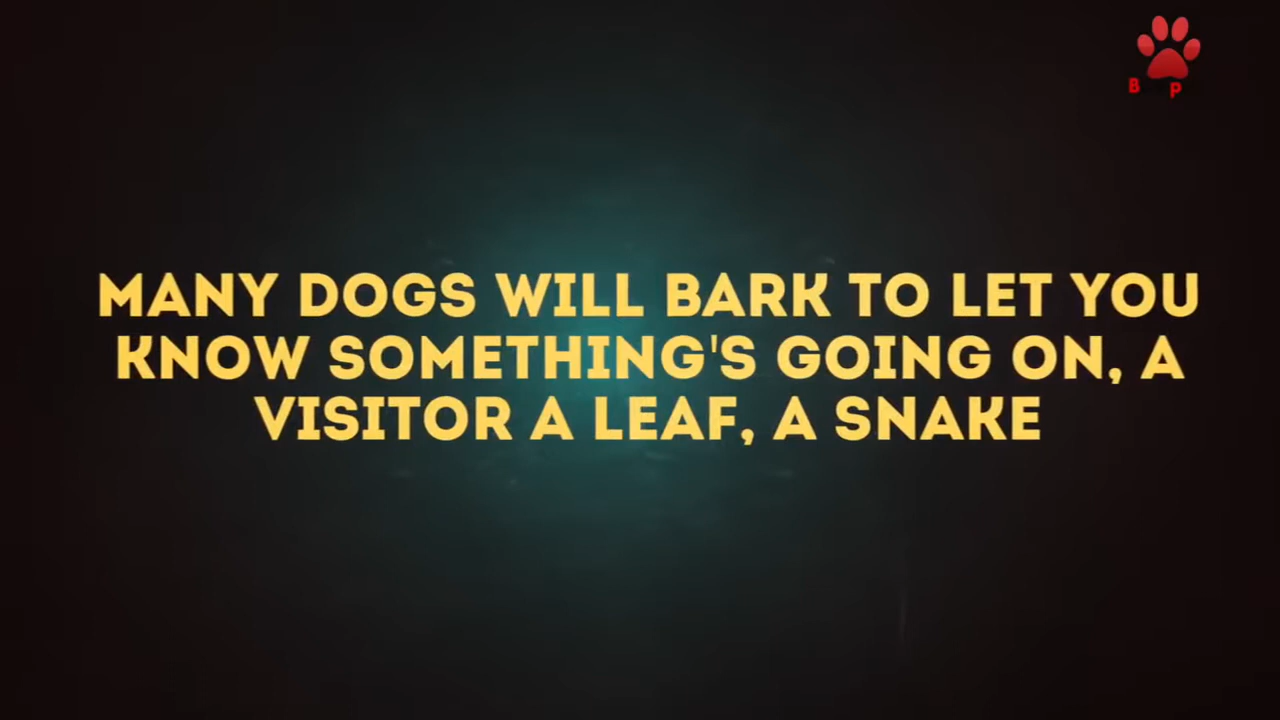 B P
MANY DOGS WILL BARK TO LET YOU
KNOW SOMETHING'S GOING ON, A
VISITOR A LEAF, A SNAKE